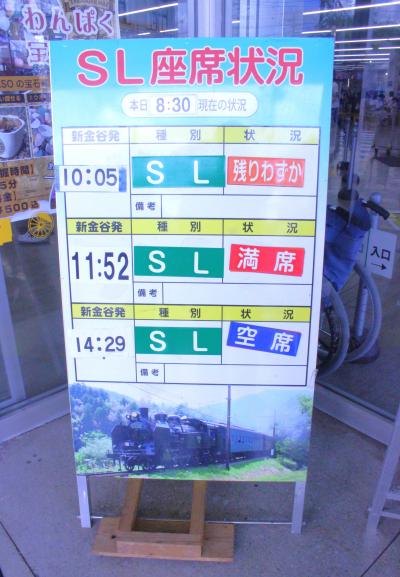 わんぱく
ＳＬ座席状況
本日 8:30 現在の状況
新金谷発 種別 状況
10:05 ＳＬ 残りわずか
備考
新金谷発 種別 状況
11:52 ＳＬ 満席
備考
新金谷発 種別 状況
14:29 ＳＬ 空席
備考
入口